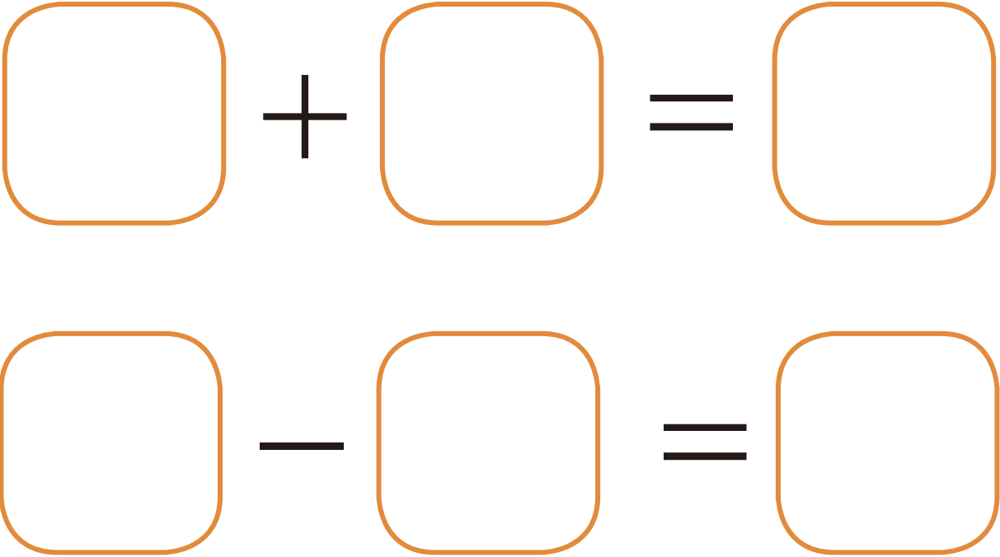 + =
− =